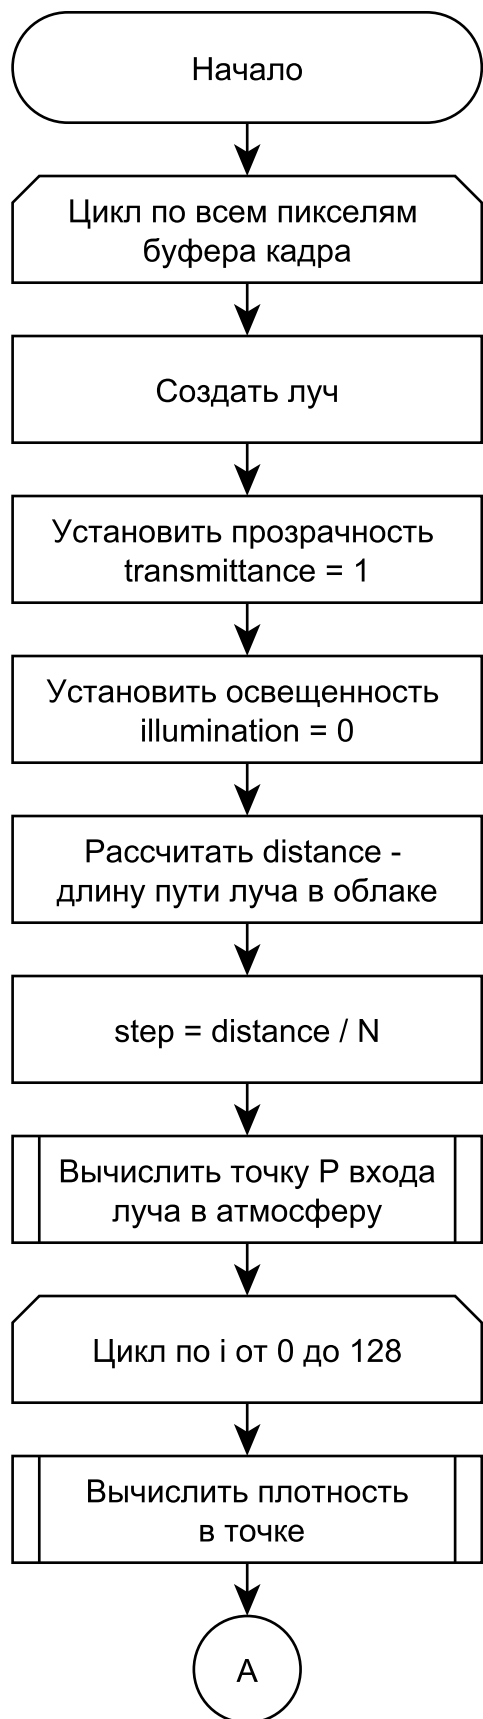 Начало
Цикл по всем пикселям
буфера кадра
Создать луч
Установить прозрачность
transmittance = 1
Установить освещенность
illumination = 0
Рассчитать distance -
длину пути луча в облаке
step = distance / N
Вычислить точку P входа
луча в атмосферу
Цикл по i от 0 до 128
Вычислить плотность
в точке
A